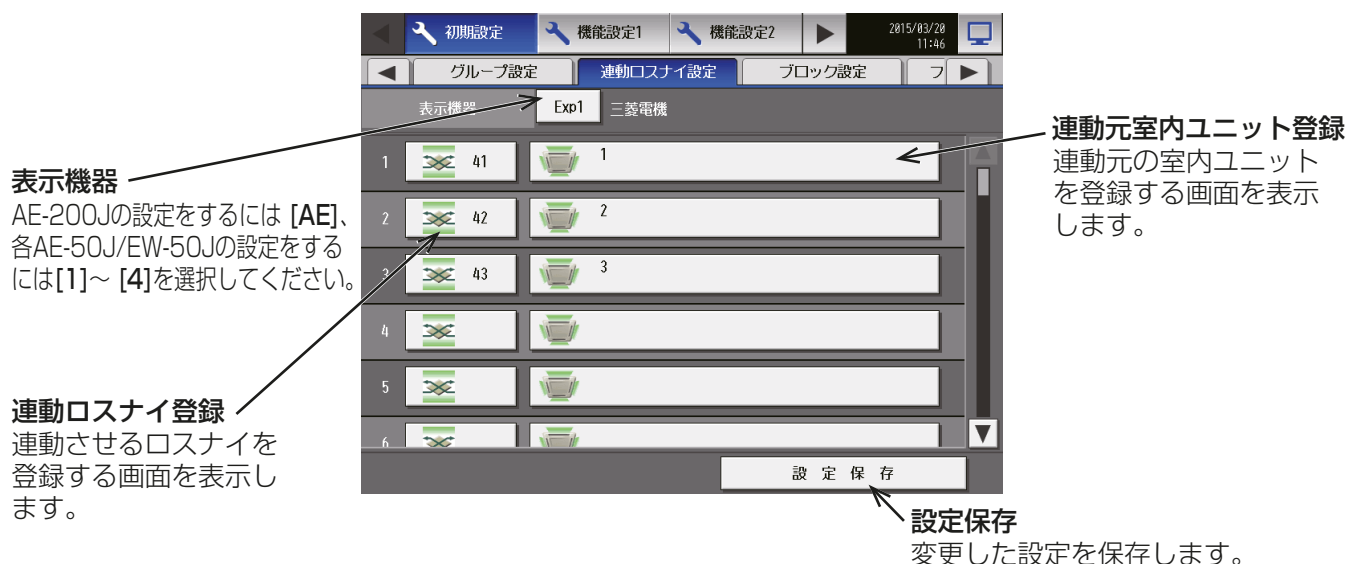 初期設定
機能設定1
機能設定2
2015/03/20
11:46
グループ設定
連動ロスナイ設定
ブロック設定
フ
表示機器
Exp1
三菱電機
1
41
1
2
42
2
3
43
3
4
5
6
設定保存
表示機器
AE-200Jの設定をするには [AE]、
各AE-50J/EW-50Jの設定をする
には[1]～ [4]を選択してください。
連動ロスナイ登録
連動させるロスナイを
登録する画面を表示し
ます。
連動元室内ユニット登録
連動元の室内ユニット
を登録する画面を表示
します。
設定保存
変更した設定を保存します。